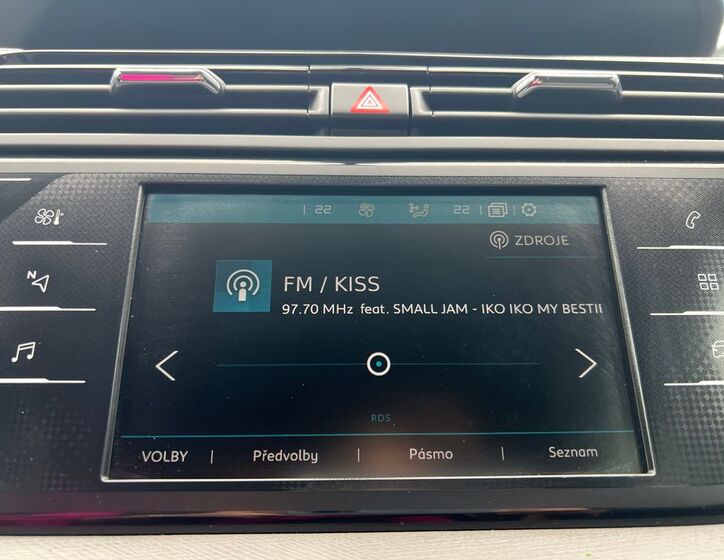 22 22
ZDROJE
N
FM / KISS
97.70 MHz feat. SMALL JAM - IKO IKO MY BESTI
RDS
VOLBY | Předvolby | Pásmo | Seznam